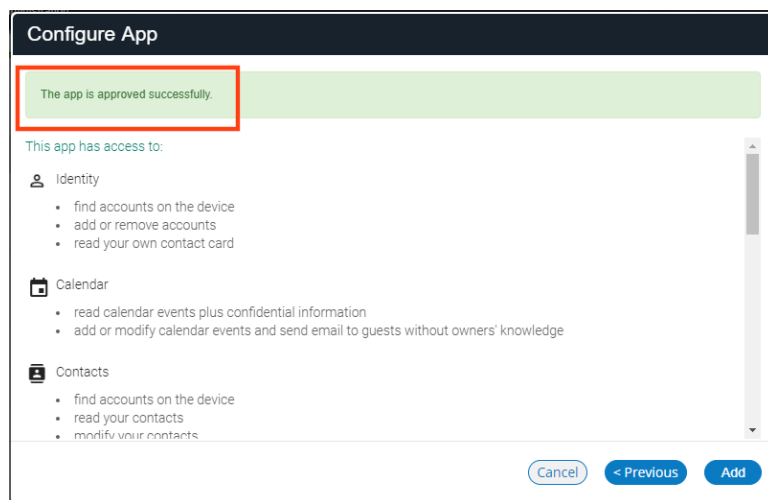 Configure App
The app is approved successfully.
This app has access to:
Identity
• find accounts on the device
• add or remove accounts
• read your own contact card
Calendar
• read calendar events plus confidential information
• add or modify calendar events and send email to guests without owners' knowledge
Contacts
• find accounts on the device
• read your contacts
• modify your contacts
Cancel
< Previous
Add